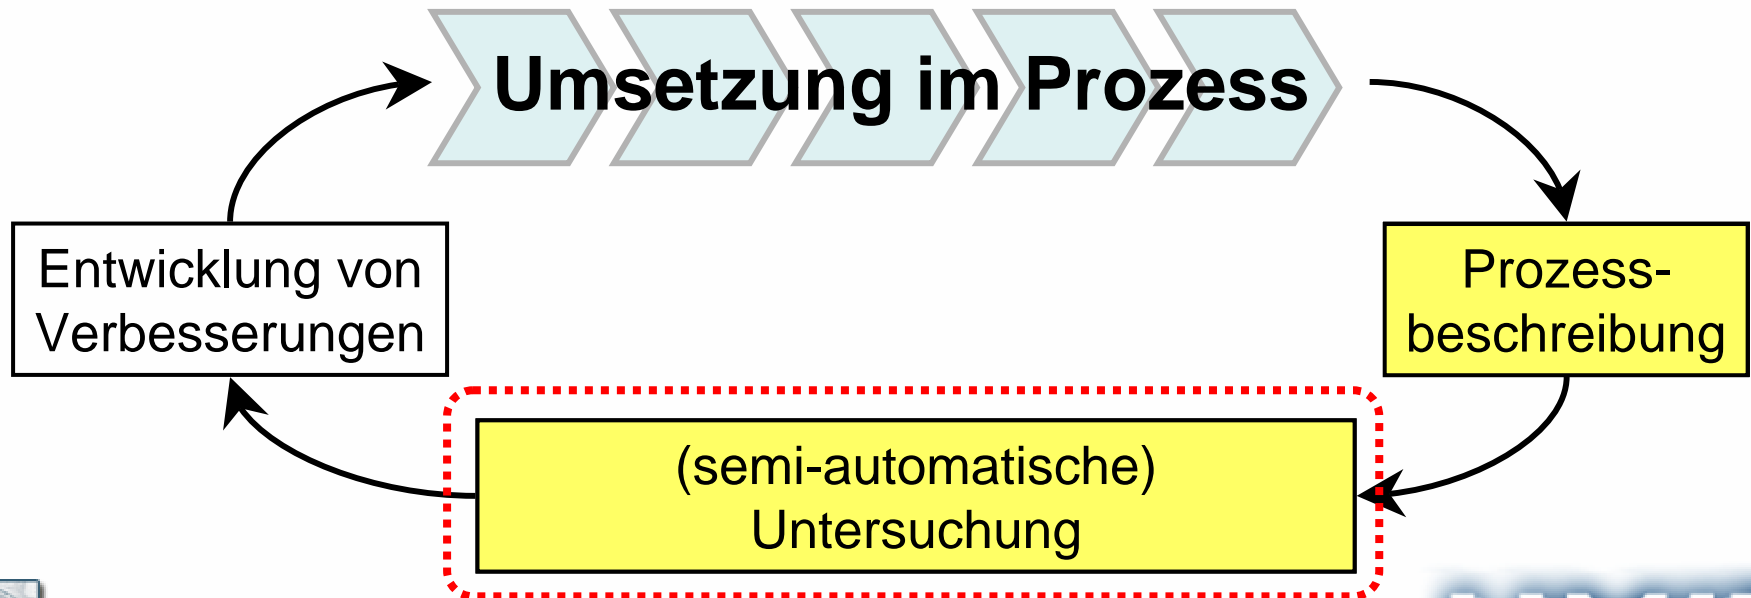 Umsetzung im Prozess
Entwicklung von
Verbesserungen
Prozess-
beschreibung
(semi-automatische)
Untersuchung